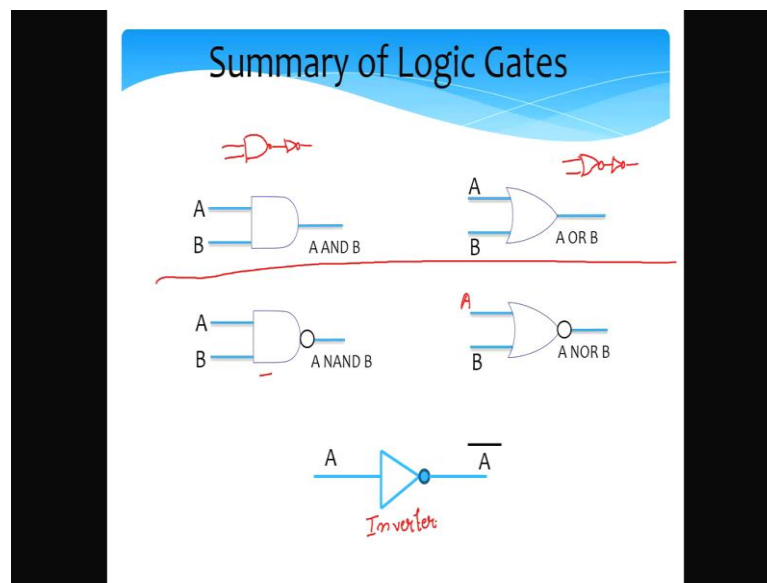 Summary of Logic Gates
A
B
A AND B
A
B
A OR B
A
B
A NAND B
A
B
A NOR B
A
A
Inverter